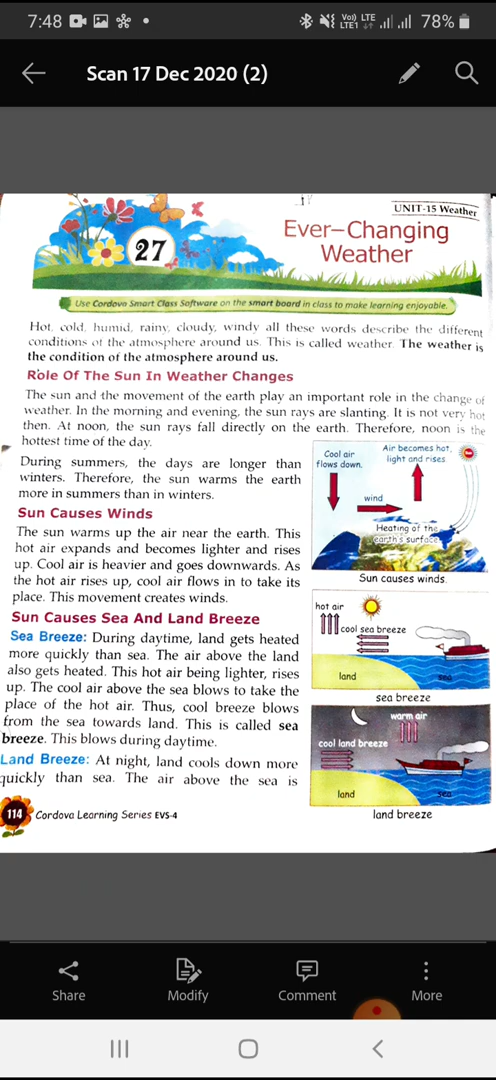 7:48
Vo)) LTE
LTE1
78%
Scan 17 Dec 2020 (2)
UNIT-15 Weather
27
Ever-Changing
Weather
Use Cordova Smart Class Software on the smart board in class to make learning enjoyable.
Hot, cold, humid, rainy, cloudy, windy all these words describe the different
conditions of the atmosphere around us. This is called weather. The weather is
the condition of the atmosphere around us.
Role Of The Sun In Weather Changes
The sun and the movement of the earth play an important role in the change of
weather. In the morning and evening, the sun rays are slanting. It is not very hot
then. At noon, the sun rays fall directly on the earth. Therefore, noon is the
hottest time of the day.
During summers, the days are longer than
winters. Therefore, the sun warms the earth
more in summers than in winters.
Sun Causes Winds
The sun warms up the air near the earth. This
hot air expands and becomes lighter and rises
up. Cool air is heavier and goes downwards. As
the hot air rises up, cool air flows in to take its
place. This movement creates winds.
Cool air
flows down.
Air becomes hot,
light and rises
Sun
wind
Heating of the
earth's surface
Sun causes winds.
Sun Causes Sea And Land Breeze
Sea Breeze: During daytime, land gets heated
more quickly than sea. The air above the land
also gets heated. This hot air being lighter, rises
up. The cool air above the sea blows to take the
place of the hot air. Thus, cool breeze blows
from the sea towards land. This is called sea
breeze. This blows during daytime.
Land Breeze: At night, land cools down more
quickly than sea. The air above the sea is
hot air
cool sea breeze
land
sea
sea breeze
warm air
cool land breeze
land
sea
land breeze
114
Cordova Learning Series EVS-4
Share
Modify
Comment
More